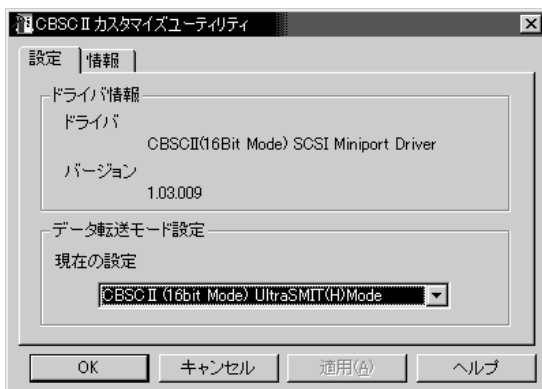 CBSCⅡカスタマイズユーティリティ
設定 情報
ドライバ情報
ドライバ
CBSCⅡ(16Bit Mode) SCSI Miniport Driver
バージョン
1.03.009
データ転送モード設定
現在の設定
CBSCⅡ (16bit Mode) UltraSMIT(H)Mode
OK キャンセル 適用(A) ヘルプ